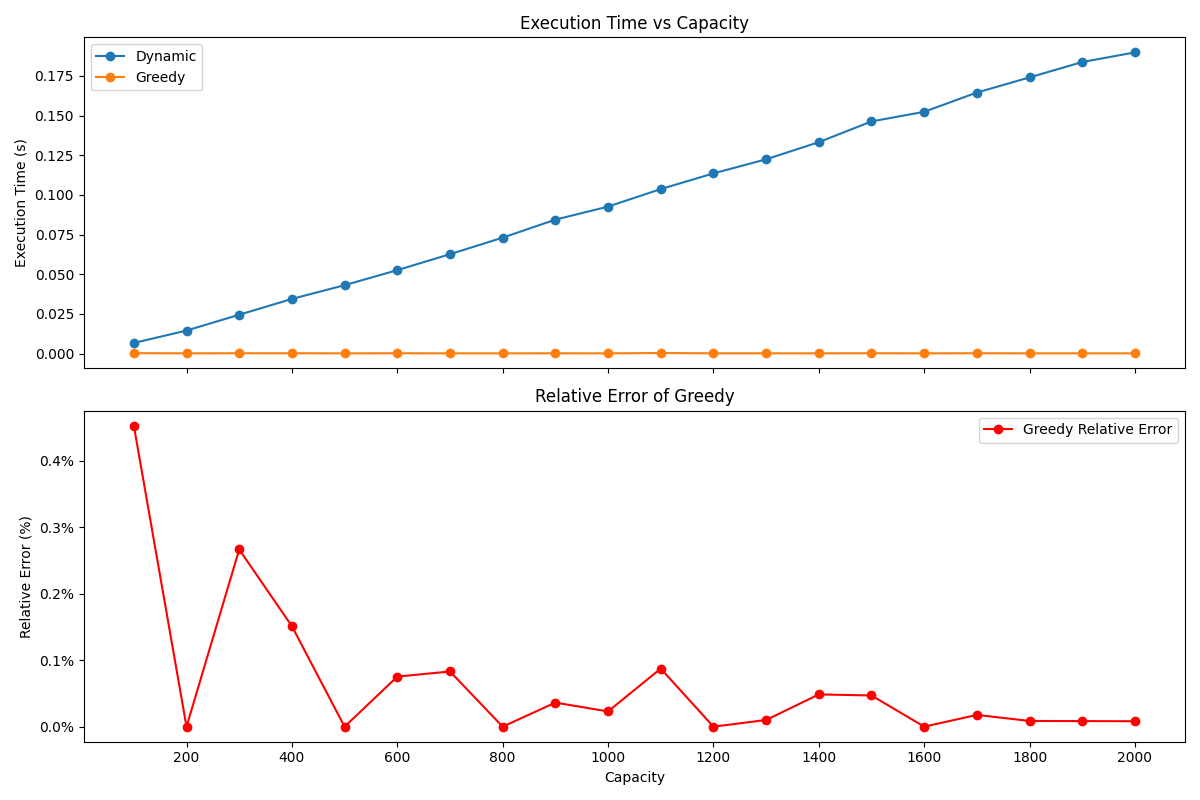 Execution Time vs Capacity
Dynamic
Greedy
0.175
0.150
0.125
0.100
0.075
0.050
0.025
0.000
Execution Time (s)
Relative Error of Greedy
Greedy Relative Error
0.4%
0.3%
0.2%
0.1%
0.0%
Relative Error (%)
200 400 600 800 1000 1200 1400 1600 1800 2000
Capacity